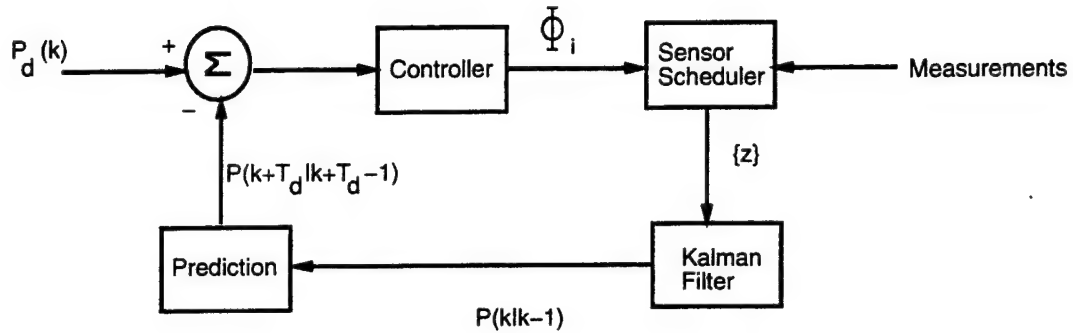 P_d(k)
+
Σ
−
Controller
Φ_i
Sensor
Scheduler
Measurements
{z}
P(k+T_d|k+T_d−1)
Prediction
Kalman
Filter
P(k|k−1)